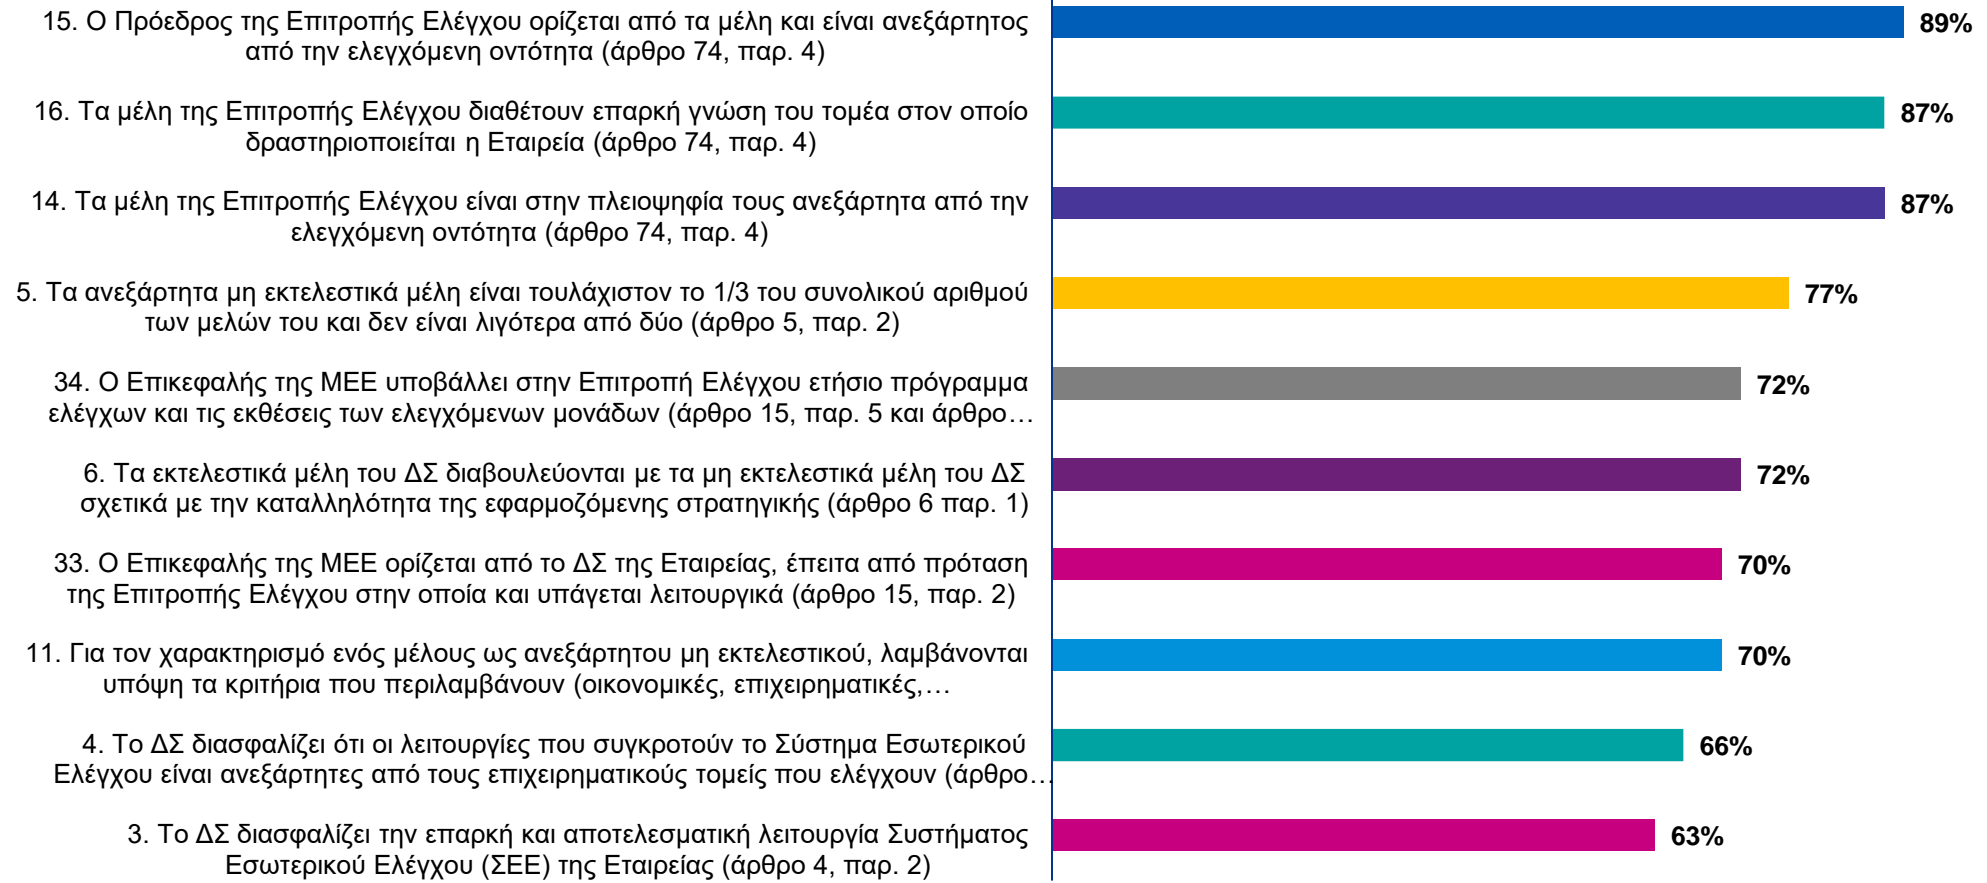 15. Ο Πρόεδρος της Επιτροπής Ελέγχου ορίζεται από τα μέλη και είναι ανεξάρτητος
από την ελεγχόμενη οντότητα (άρθρο 74, παρ. 4)
89%
16. Τα μέλη της Επιτροπής Ελέγχου διαθέτουν επαρκή γνώση του τομέα στον οποίο
δραστηριοποιείται η Εταιρεία (άρθρο 74, παρ. 4)
87%
14. Τα μέλη της Επιτροπής Ελέγχου είναι στην πλειοψηφία τους ανεξάρτητα από την
ελεγχόμενη οντότητα (άρθρο 74, παρ. 4)
87%
5. Τα ανεξάρτητα μη εκτελεστικά μέλη είναι τουλάχιστον το 1/3 του συνολικού αριθμού
των μελών του και δεν είναι λιγότερα από δύο (άρθρο 5, παρ. 2)
77%
34. Ο Επικεφαλής της ΜΕΕ υποβάλλει στην Επιτροπή Ελέγχου ετήσιο πρόγραμμα
ελέγχων και τις εκθέσεις των ελεγχόμενων μονάδων (άρθρο 15, παρ. 5 και άρθρο…
72%
6. Τα εκτελεστικά μέλη του ΔΣ διαβουλεύονται με τα μη εκτελεστικά μέλη του ΔΣ
σχετικά με την καταλληλότητα της εφαρμοζόμενης στρατηγικής (άρθρο 6 παρ. 1)
72%
33. Ο Επικεφαλής της ΜΕΕ ορίζεται από το ΔΣ της Εταιρείας, έπειτα από πρόταση
της Επιτροπής Ελέγχου στην οποία και υπάγεται λειτουργικά (άρθρο 15, παρ. 2)
70%
11. Για τον χαρακτηρισμό ενός μέλους ως ανεξάρτητου μη εκτελεστικού, λαμβάνονται
υπόψη τα κριτήρια που περιλαμβάνουν (οικονομικές, επιχειρηματικές,…
70%
4. Το ΔΣ διασφαλίζει ότι οι λειτουργίες που συγκροτούν το Σύστημα Εσωτερικού
Ελέγχου είναι ανεξάρτητες από τους επιχειρηματικούς τομείς που ελέγχουν (άρθρο…
66%
3. Το ΔΣ διασφαλίζει την επαρκή και αποτελεσματική λειτουργία Συστήματος
Εσωτερικού Ελέγχου (ΣΕΕ) της Εταιρείας (άρθρο 4, παρ. 2)
63%